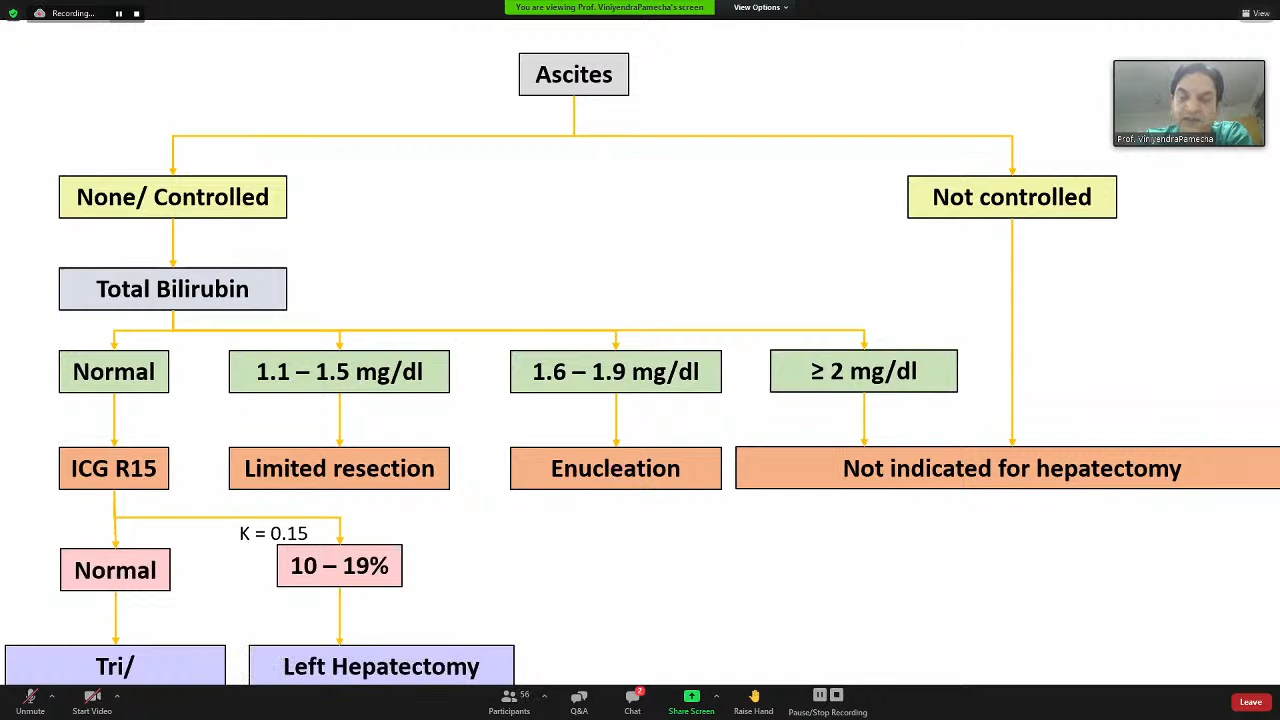 Recording...
You are viewing Prof. ViniyendraPamecha's screen
View Options
View
Ascites
Prof. ViniyendraPamecha
None/ Controlled
Not controlled
Total Bilirubin
Normal
1.1 – 1.5 mg/dl
1.6 – 1.9 mg/dl
≥ 2 mg/dl
ICG R15
Limited resection
Enucleation
Not indicated for hepatectomy
K = 0.15
Normal
10 – 19%
Tri/
Left Hepatectomy
Unmute
Start Video
56
Participants
Q&A
2
Chat
Share Screen
Raise Hand
Pause/Stop Recording
Leave